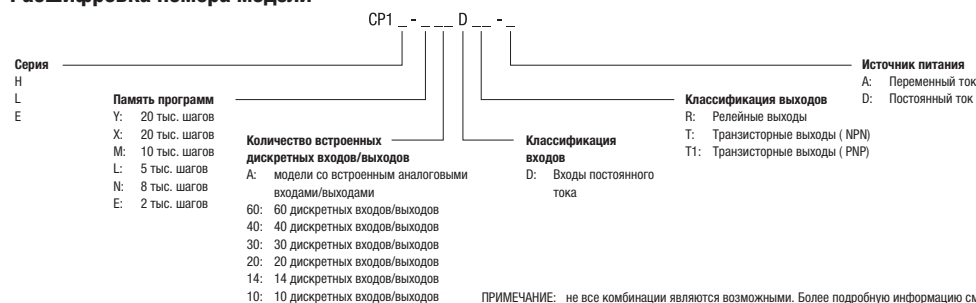 Расшифровка номера модели
CP1 _ - _ _ _ D _ _ - _
Серия
H
L
E
Память программ
Y: 20 тыс. шагов
X: 20 тыс. шагов
M: 10 тыс. шагов
L: 5 тыс. шагов
N: 8 тыс. шагов
E: 2 тыс. шагов
Количество встроенных
дискретных входов/выходов
A: модели со встроенным аналоговыми
входами/выходами
60: 60 дискретных входов/выходов
40: 40 дискретных входов/выходов
30: 30 дискретных входов/выходов
20: 20 дискретных входов/выходов
14: 14 дискретных входов/выходов
10: 10 дискретных входов/выходов
Классификация
входов
D: Входы постоянного
тока
Классификация выходов
R: Релейные выходы
T: Транзисторные выходы ( NPN)
T1: Транзисторные выходы ( PNP)
Источник питания
A: Переменный ток
D: Постоянный ток
ПРИМЕЧАНИЕ: не все комбинации являются возможными. Более подробную информацию см